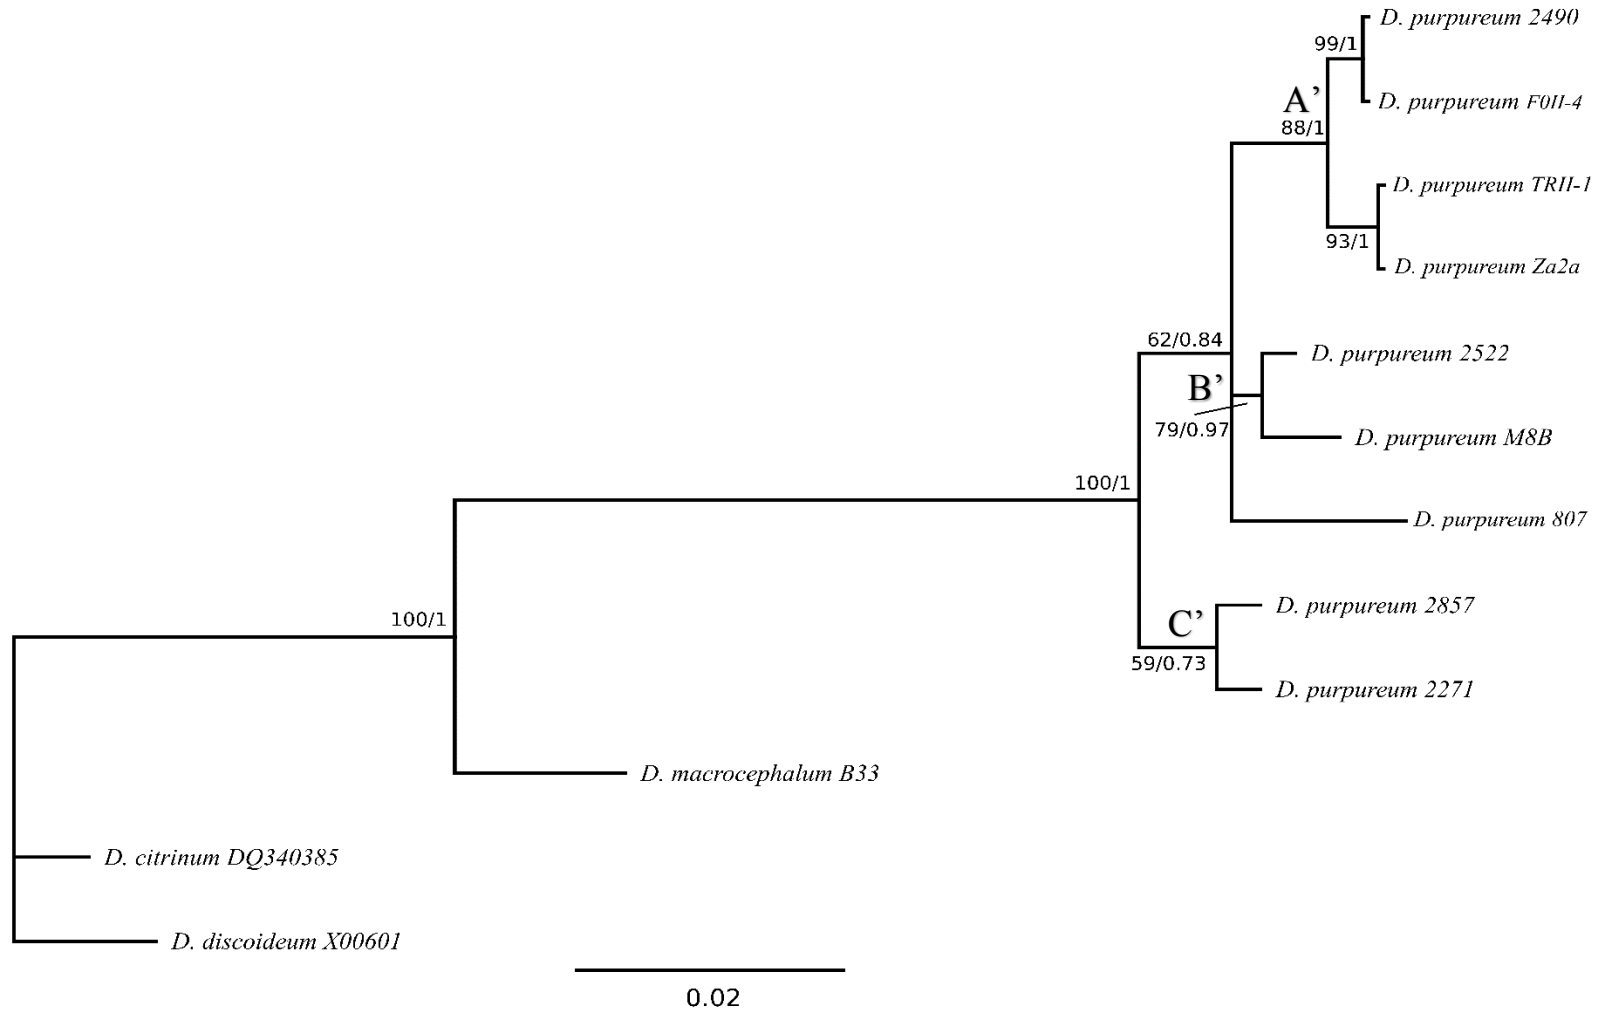 D. purpureum 2490
99/1
A’
D. purpureum F0II-4
88/1
D. purpureum TRII-1
93/1
D. purpureum Za2a
62/0.84
D. purpureum 2522
B’
79/0.97
D. purpureum M8B
100/1
D. purpureum 807
D. purpureum 2857
100/1
C’
59/0.73
D. purpureum 2271
D. macrocephalum B33
D. citrinum DQ340385
D. discoideum X00601
0.02